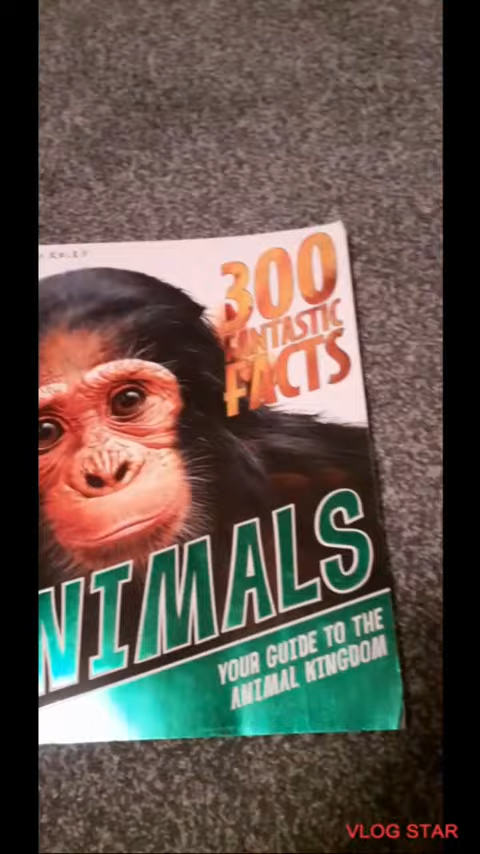 300
FANTASTIC
FACTS
NIMALS
YOUR GUIDE TO THE
ANIMAL KINGDOM
VLOG STAR